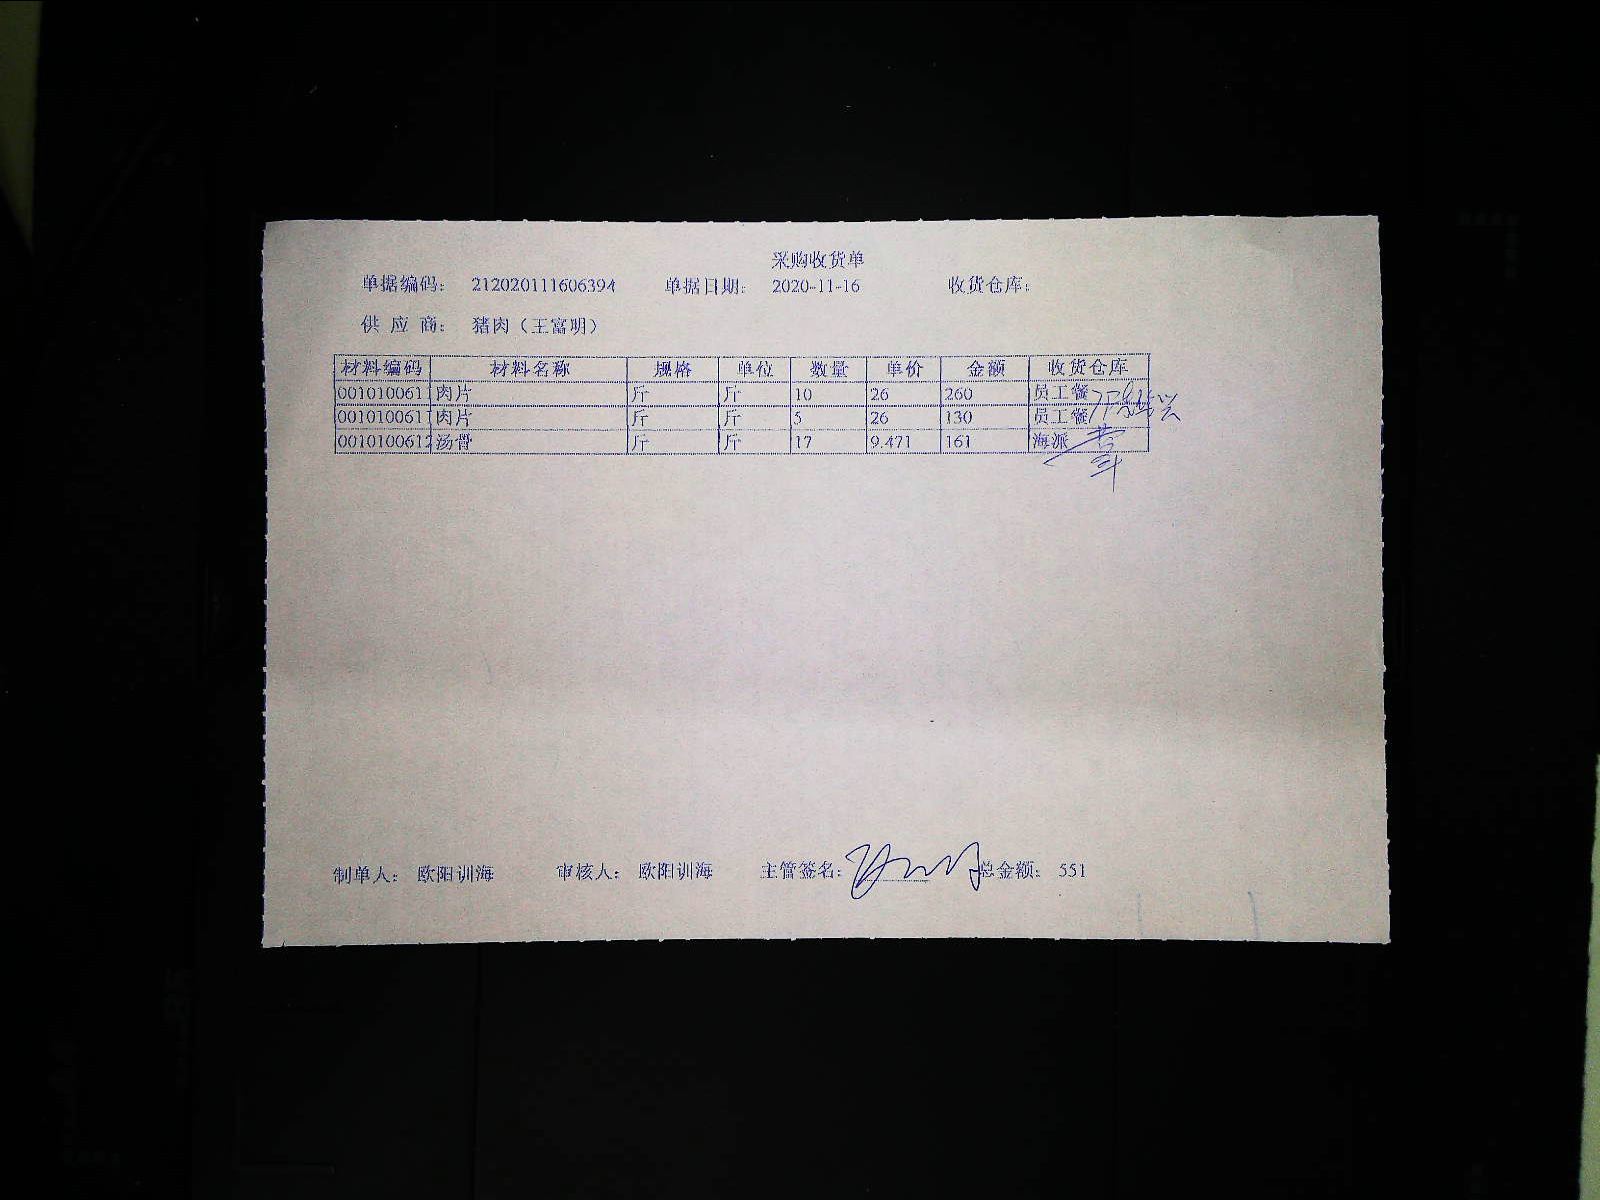 采购收货单
单据编码： 212020111606394 单据日期： 2020-11-16 收货仓库：
供 应 商： 猪肉（王富明）
材料编码 材料名称 规格 单位 数量 单价 金额 收货仓库
001010061 肉片 斤 斤 10 26 260 员工餐
001010061 肉片 斤 斤 5 26 130 员工餐
0010100612 汤骨 斤 斤 17 9.471 161 海派
制单人： 欧阳训海 审核人： 欧阳训海 主管签名： 总金额： 551